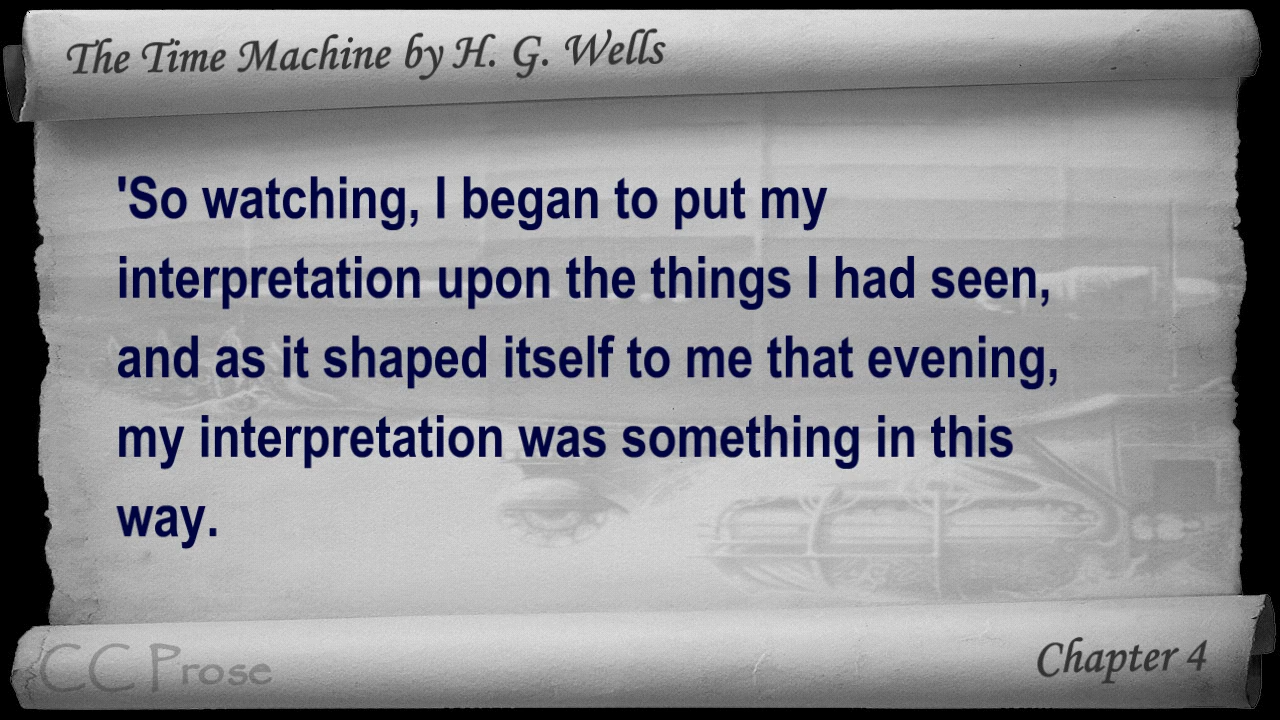 The Time Machine by H. G. Wells
'So watching, I began to put my
interpretation upon the things I had seen,
and as it shaped itself to me that evening,
my interpretation was something in this
way.
CC Prose
Chapter 4